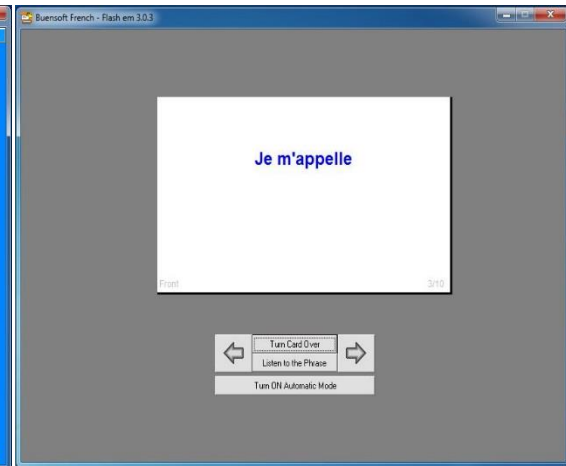 Buensoft French - Flash em 3.0.3
Je m'appelle
Front
3/10
Turn Card Over
Listen to the Phrase
Turn ON Automatic Mode